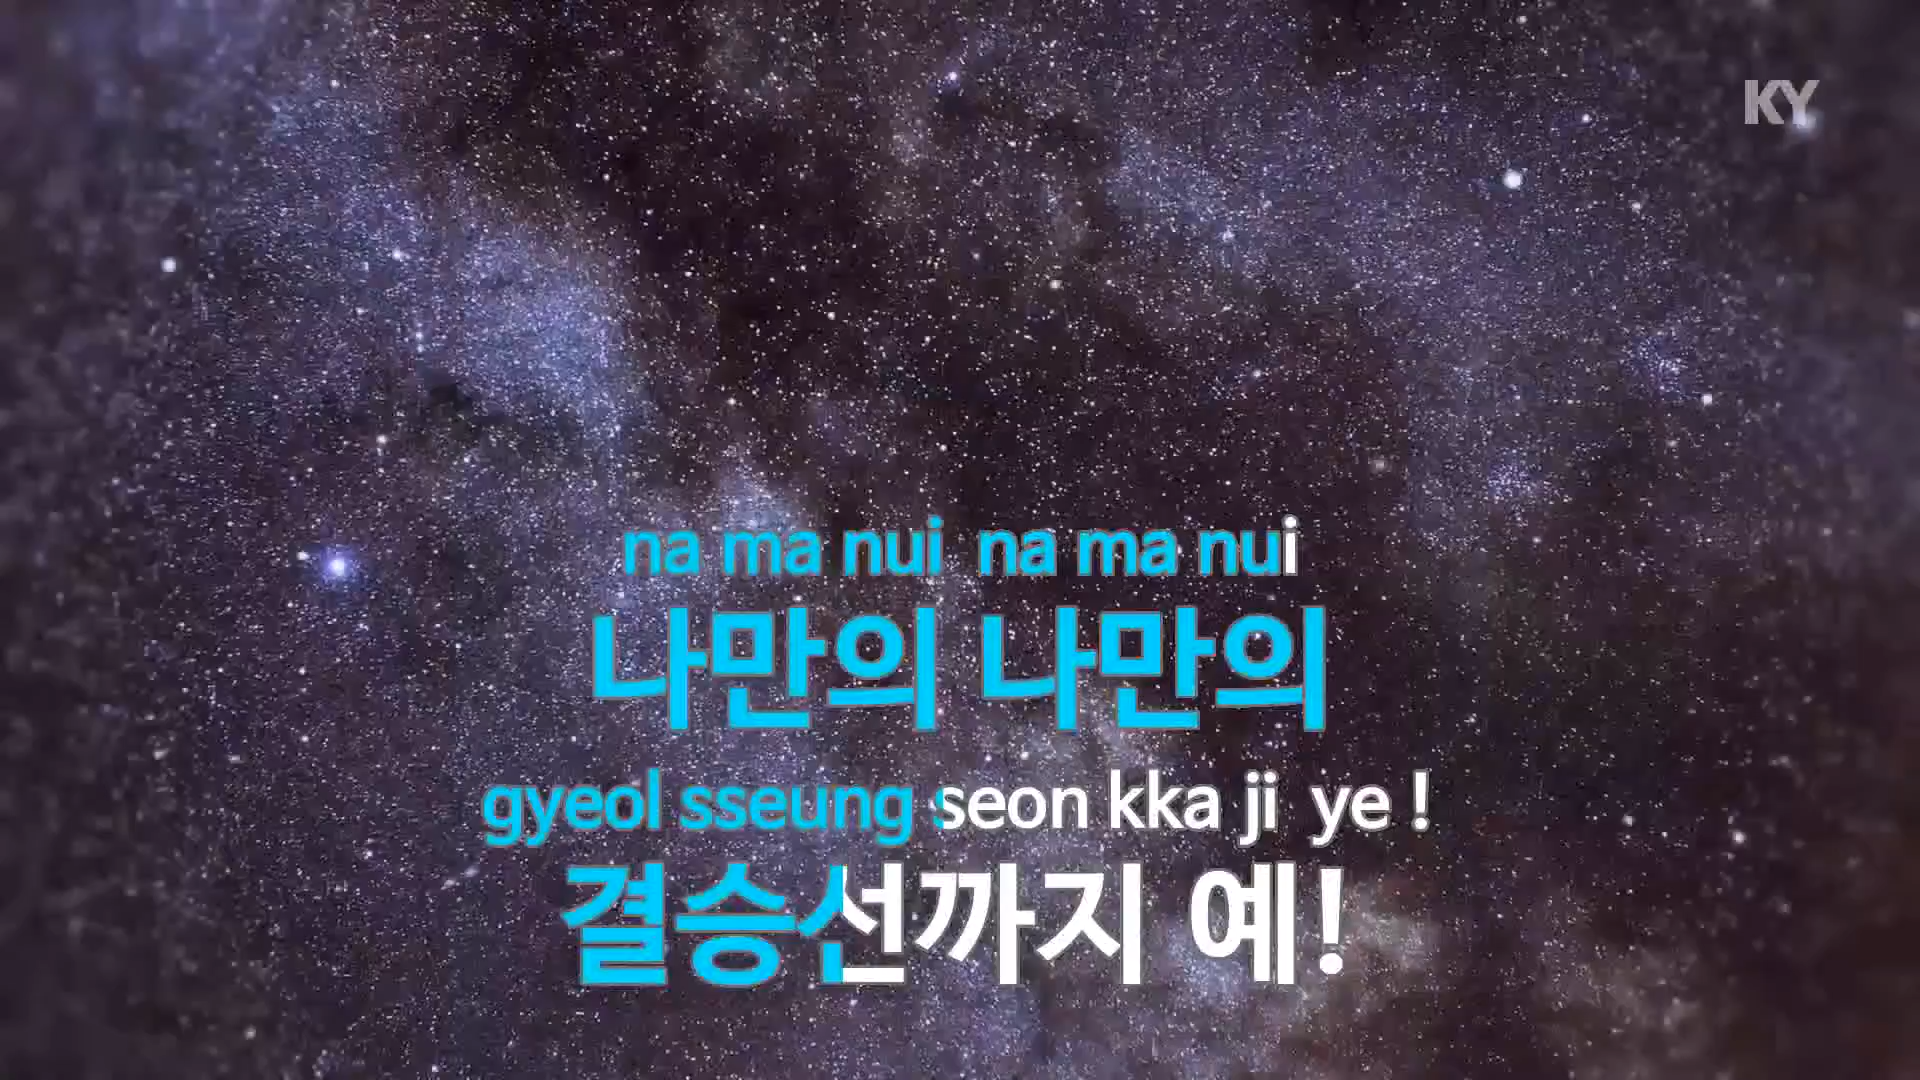 KY
na ma nui na ma nui
나만의 나만의
gyeol sseung seon kka ji ye !
결승선까지 예!